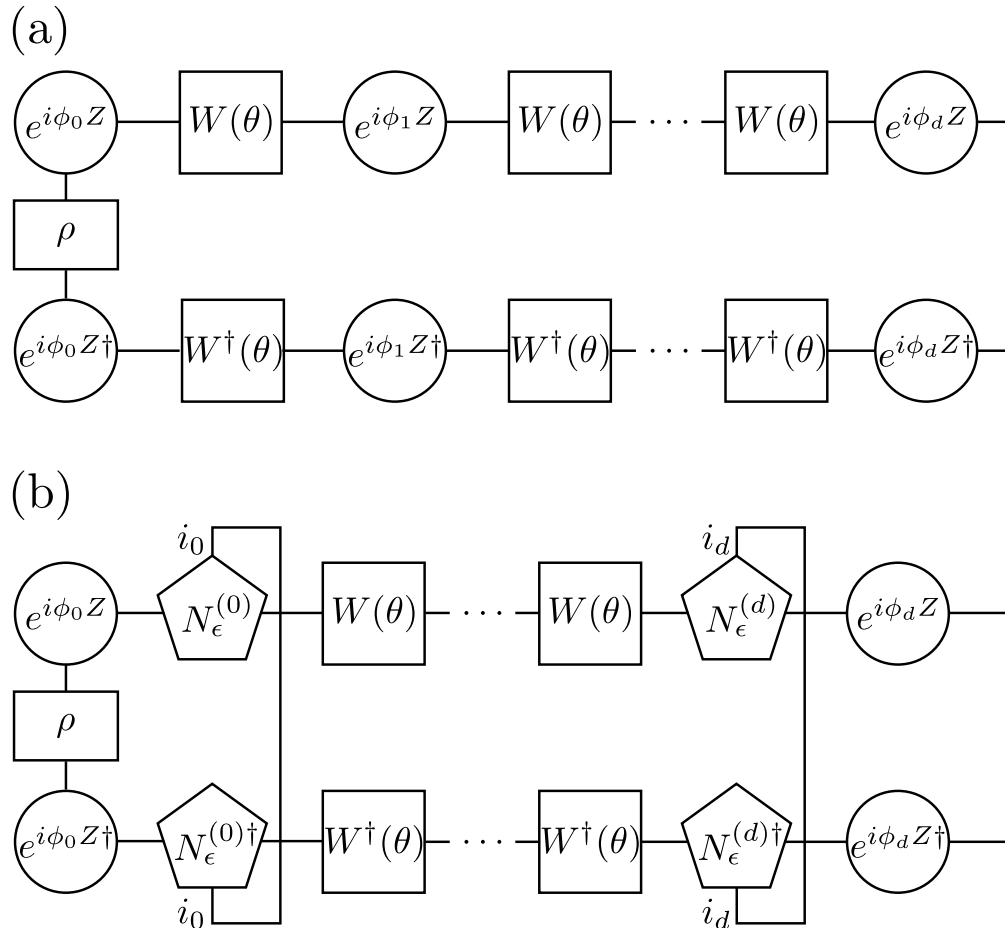 (a)
e^{iϕ_0 Z} W(θ) e^{iϕ_1 Z} W(θ) ⋯ W(θ) e^{iϕ_d Z}
ρ
e^{iϕ_0 Z†} W^†(θ) e^{iϕ_1 Z†} W^†(θ) ⋯ W^†(θ) e^{iϕ_d Z†}
(b)
i_0 i_d
e^{iϕ_0 Z} N_ϵ^{(0)} W(θ) ⋯ W(θ) N_ϵ^{(d)} e^{iϕ_d Z}
ρ
e^{iϕ_0 Z†} N_ϵ^{(0)†} W^†(θ) ⋯ W^†(θ) N_ϵ^{(d)†} e^{iϕ_d Z†}
i_0 i_d